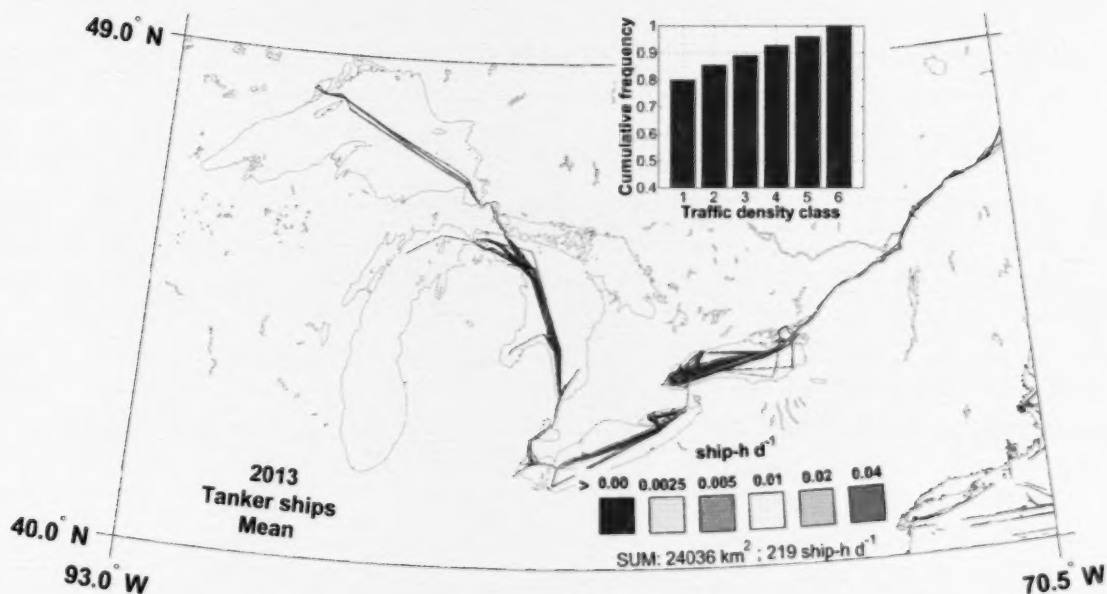 49.0° N
1
0.9
0.8
0.7
0.6
0.5
0.4
Cumulative frequency
1 2 3 4 5 6
Traffic density class
2013
Tanker ships
Mean
ship-h d⁻¹
> 0.00 0.0025 0.005 0.01 0.02 0.04
SUM: 24036 km² ; 219 ship-h d⁻¹
40.0° N
93.0° W
70.5° W